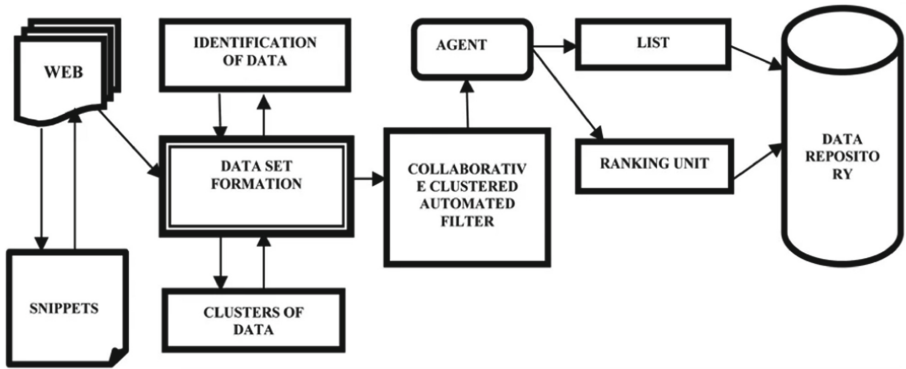 WEB
IDENTIFICATION
OF DATA
AGENT
LIST
DATA SET
FORMATION
COLLABORATIV
E CLUSTERED
AUTOMATED
FILTER
RANKING UNIT
DATA
REPOSITO
RY
SNIPPETS
CLUSTERS OF
DATA